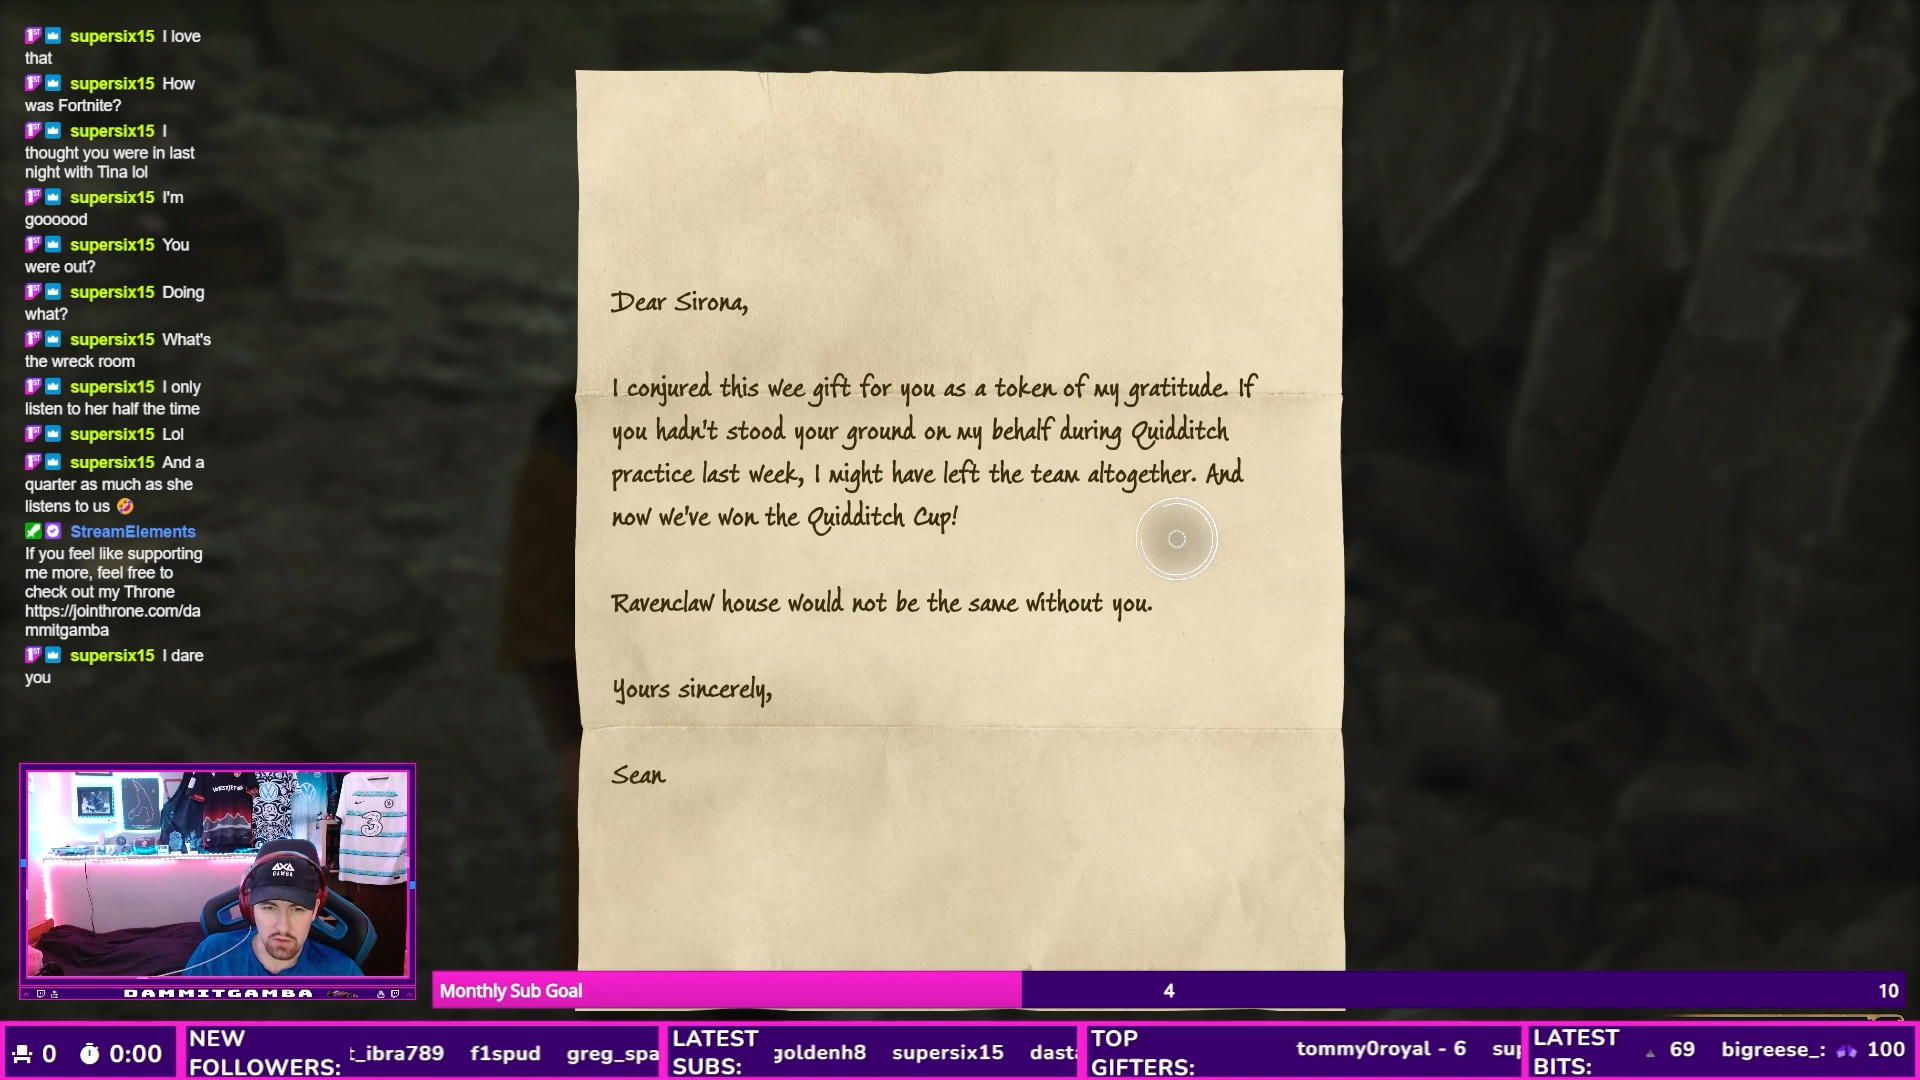 supersix15 I love
that
supersix15 How
was Fortnite?
supersix15 I
thought you were in last
night with Tina lol
supersix15 I'm
goooood
supersix15 You
were out?
supersix15 Doing
what?
supersix15 What's
the wreck room
supersix15 I only
listen to her half the time
supersix15 Lol
supersix15 And a
quarter as much as she
listens to us 🤣
StreamElements
If you feel like supporting
me more, feel free to
check out my Throne
https://jointhrone.com/da
mmitgamba
supersix15 I dare
you
Dear Sirona,
I conjured this wee gift for you as a token of my gratitude. If
you hadn't stood your ground on my behalf during Quidditch
practice last week, I might have left the team altogether. And
now we've won the Quidditch Cup!
Ravenclaw house would not be the same without you.
Yours sincerely,
Sean
WESTJET
3
GAMBA
DAMMITGAMBA
Monthly Sub Goal 4 10
0 0:00
NEW
FOLLOWERS:
t_ibra789 f1spud greg_spa
LATEST
SUBS:
goldenh8 supersix15 dast
TOP
GIFTERS:
tommy0royal - 6 sup
LATEST
BITS:
69 bigreese_: 100